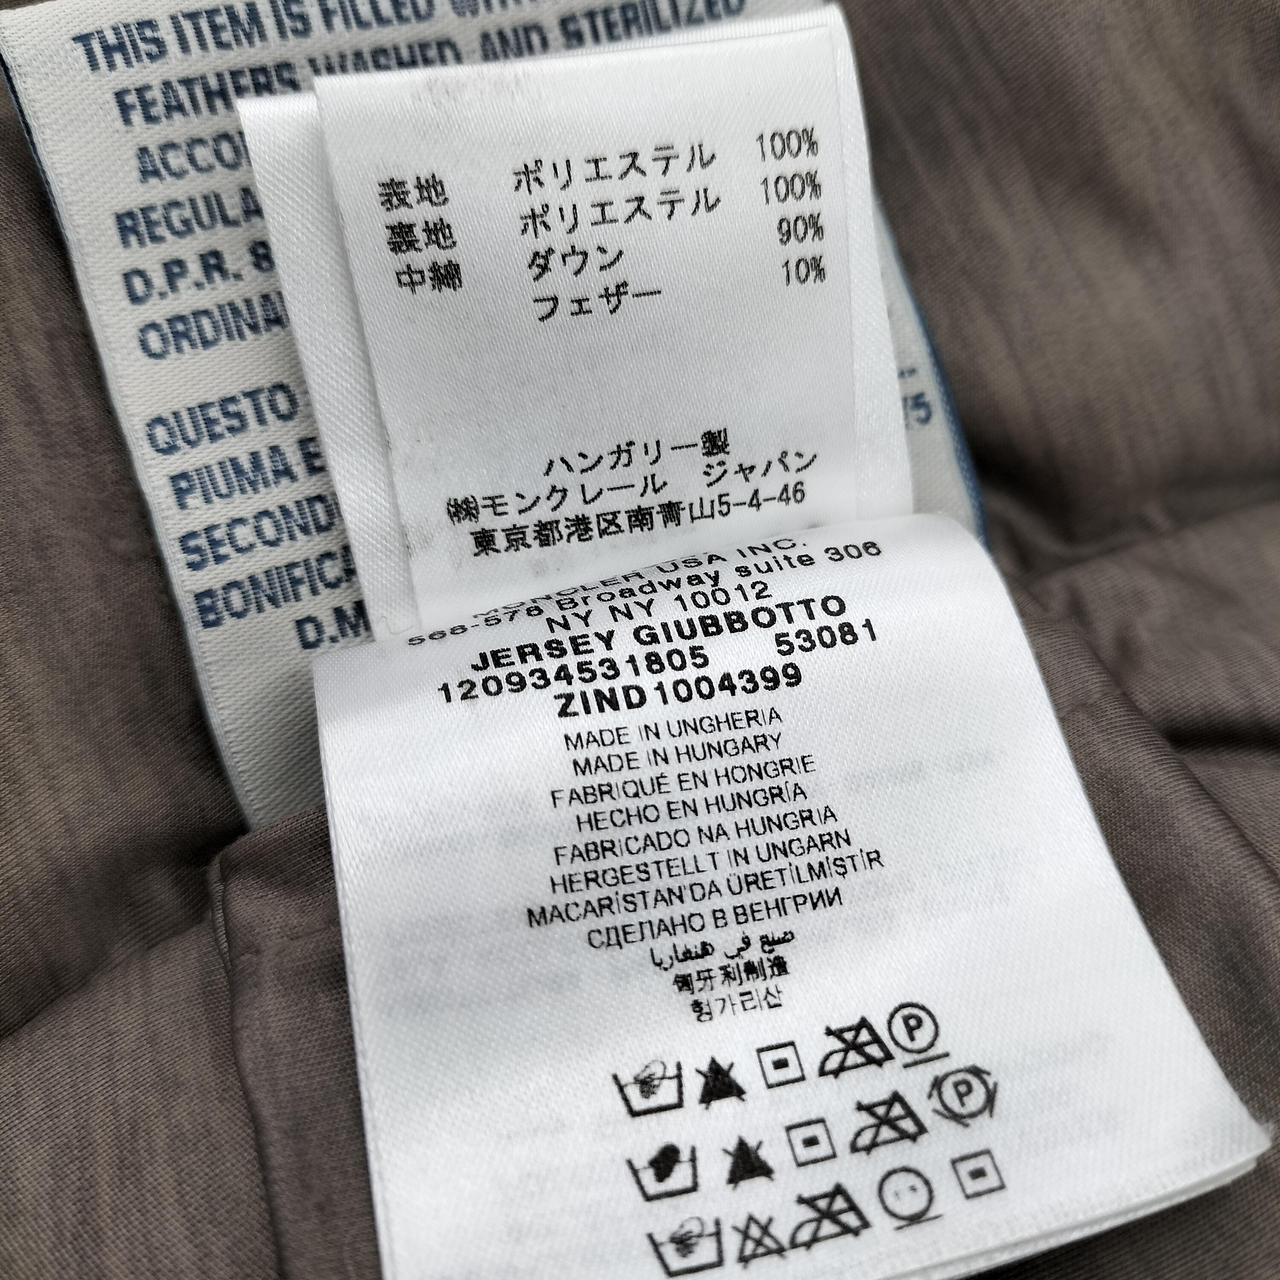 THIS ITEM IS FILLED WITH
FEATHERS WASHED AND STERILIZED
REGULA
D.P.R. 8
ORDINA
QUESTO
PIUMA E
SECOND
BONIFICA
D.M
75
表地 ポリエステル 100%
裏地 ポリエステル 100%
中綿 ダウン 90%
フェザー 10%
ハンガリー製
㈱モンクレール ジャパン
東京都港区南青山5-4-46
MONCLER USA INC.
568-578 Broadway suite 306
NY NY 10012
JERSEY GIUBBOTTO
120934531805 53081
ZIND1004399
MADE IN UNGHERIA
MADE IN HUNGARY
FABRIQUÉ EN HONGRIE
HECHO EN HUNGRÍA
FABRICADO NA HUNGRIA
HERGESTELLT IN UNGARN
MACARİSTAN'DA ÜRETİLMİŞTİR
СДЕЛАНО В ВЕНГРИИ
صنع في هنغاريا
匈牙利制造
헝가리산
P
P